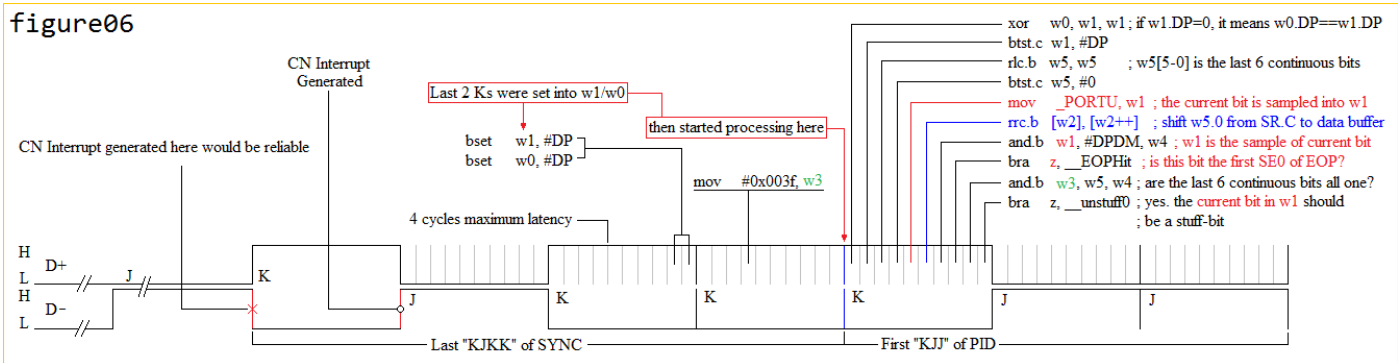 figure06
xor w0, w1, w1 ; if w1.DP=0, it means w0.DP==w1.DP
btst.c w1, #DP
rlc.b w5, w5 ; w5[5-0] is the last 6 continuous bits
btst.c w5, #0
mov _PORTU, w1 ; the current bit is sampled into w1
rrc.b [w2], [w2++] ; shift w5.0 from SR.C to data buffer
and.b w1, #DPDM, w4 ; w1 is the sample of current bit
bra z, __EOPHit ; is this bit the first SE0 of EOP?
and.b w3, w5, w4 ; are the last 6 continuous bits all one?
bra z, __unstuff0 ; yes. the current bit in w1 should
; be a stuff-bit
CN Interrupt
Generated
Last 2 Ks were set into w1/w0
then started processing here
bset w1, #DP
bset w0, #DP
CN Interrupt generated here would be reliable
mov #0x003f, w3
4 cycles maximum latency
H
D+
L
J
K
K
K
K
J
J
H
D−
L
J
K
K
K
J
J
Last "KJKK" of SYNC
First "KJJ" of PID